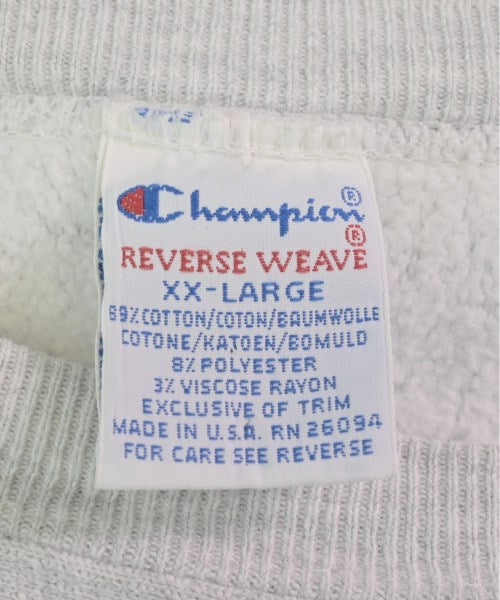 Champion®
REVERSE WEAVE®
XX-LARGE
89% COTTON/COTON/BAUMWOLLE
COTONE/KATOEN/BOMULD
8% POLYESTER
3% VISCOSE RAYON
EXCLUSIVE OF TRIM
MADE IN U.S.A. RN 26094
FOR CARE SEE REVERSE